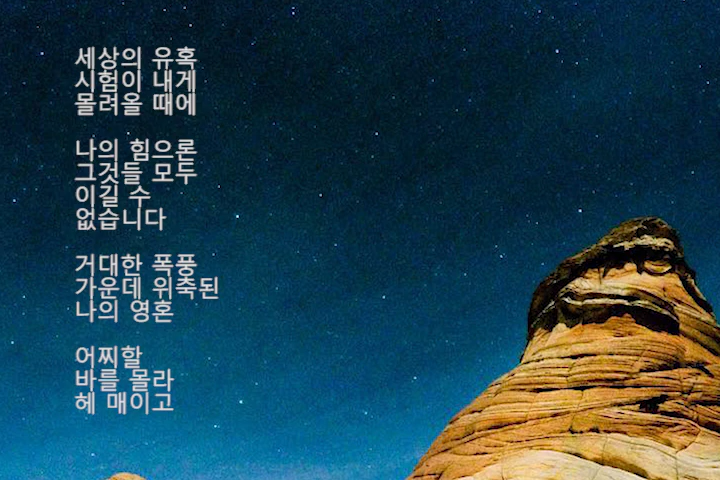 세상의 유혹
시험이 내게
몰려올 때에
나의 힘으론
그것들 모두
이길 수
없습니다
거대한 폭풍
가운데 위축된
나의 영혼
어찌할
바를 몰라
헤 매이고